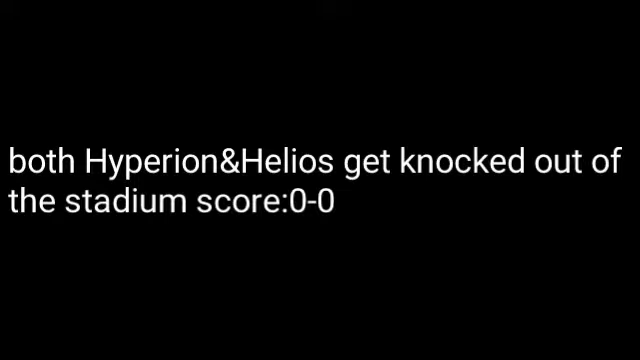 both Hyperion&Helios get knocked out of
the stadium score:0-0